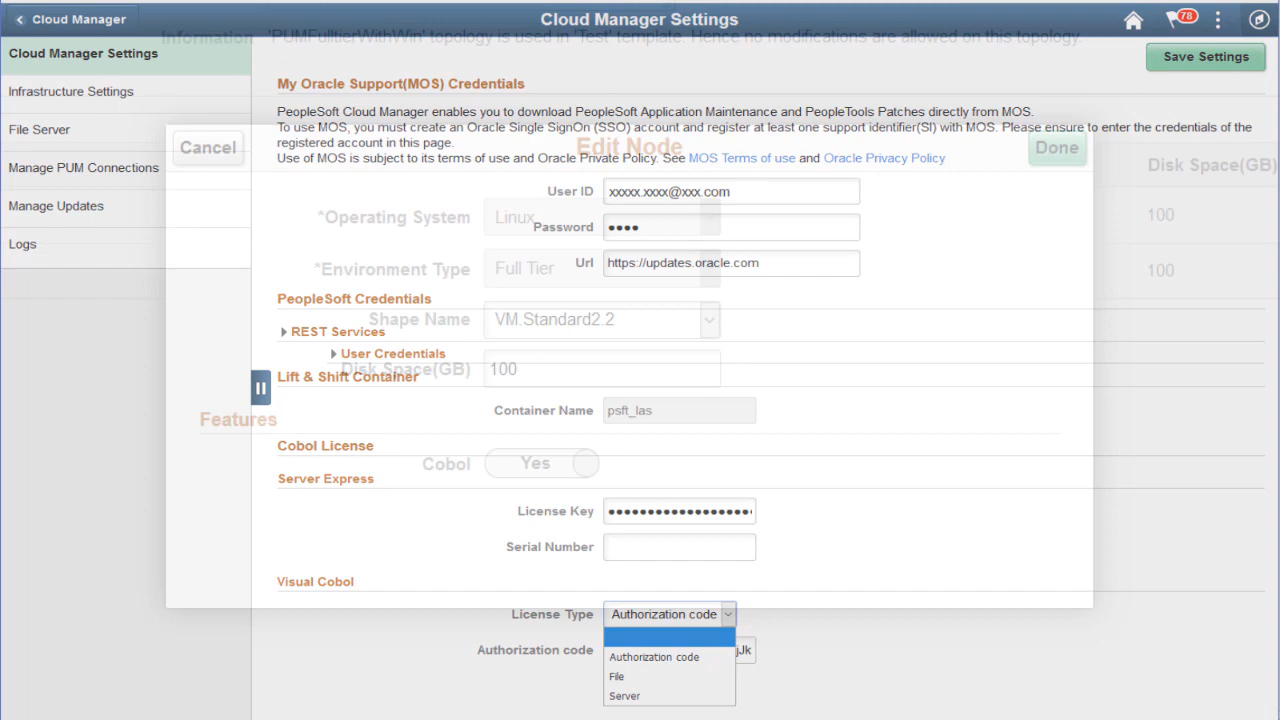 Cloud Manager
Cloud Manager Settings
78
Information
'PUMFulltierWithWin' topology is used in 'Test' template. Hence no modifications are allowed on this topology.
Cloud Manager Settings
Save Settings
Infrastructure Settings
File Server
Manage PUM Connections
Manage Updates
Logs
My Oracle Support(MOS) Credentials
PeopleSoft Cloud Manager enables you to download PeopleSoft Application Maintenance and PeopleTools Patches directly from MOS.
To use MOS, you must create an Oracle Single SignOn (SSO) account and register at least one support identifier(SI) with MOS. Please ensure to enter the credentials of the
registered account in this page.
Use of MOS is subject to its terms of use and Oracle Private Policy. See MOS Terms of use and Oracle Privacy Policy
Cancel
Edit Node
Done
Disk Space(GB)
User ID xxxxx.xxxx@xxx.com
*Operating System Linux
100
Password ••••
Url https://updates.oracle.com
*Environment Type Full Tier
100
PeopleSoft Credentials
Shape Name VM.Standard2.2
REST Services
User Credentials
Disk Space(GB) 100
Lift & Shift Container
Container Name psft_las
Features
Cobol License
Cobol Yes
Server Express
License Key •••••••••••••••••••
Serial Number
Visual Cobol
License Type Authorization code
Authorization code jJk
Authorization code
File
Server